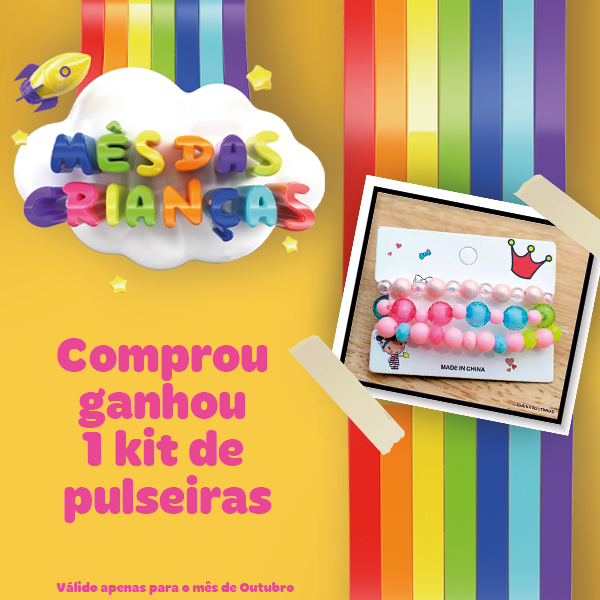 MÊS DAS
CRIANÇAS
MADE IN CHINA
Comprou
ganhou
1 kit de
pulseiras
Válido apenas para o mês de Outubro